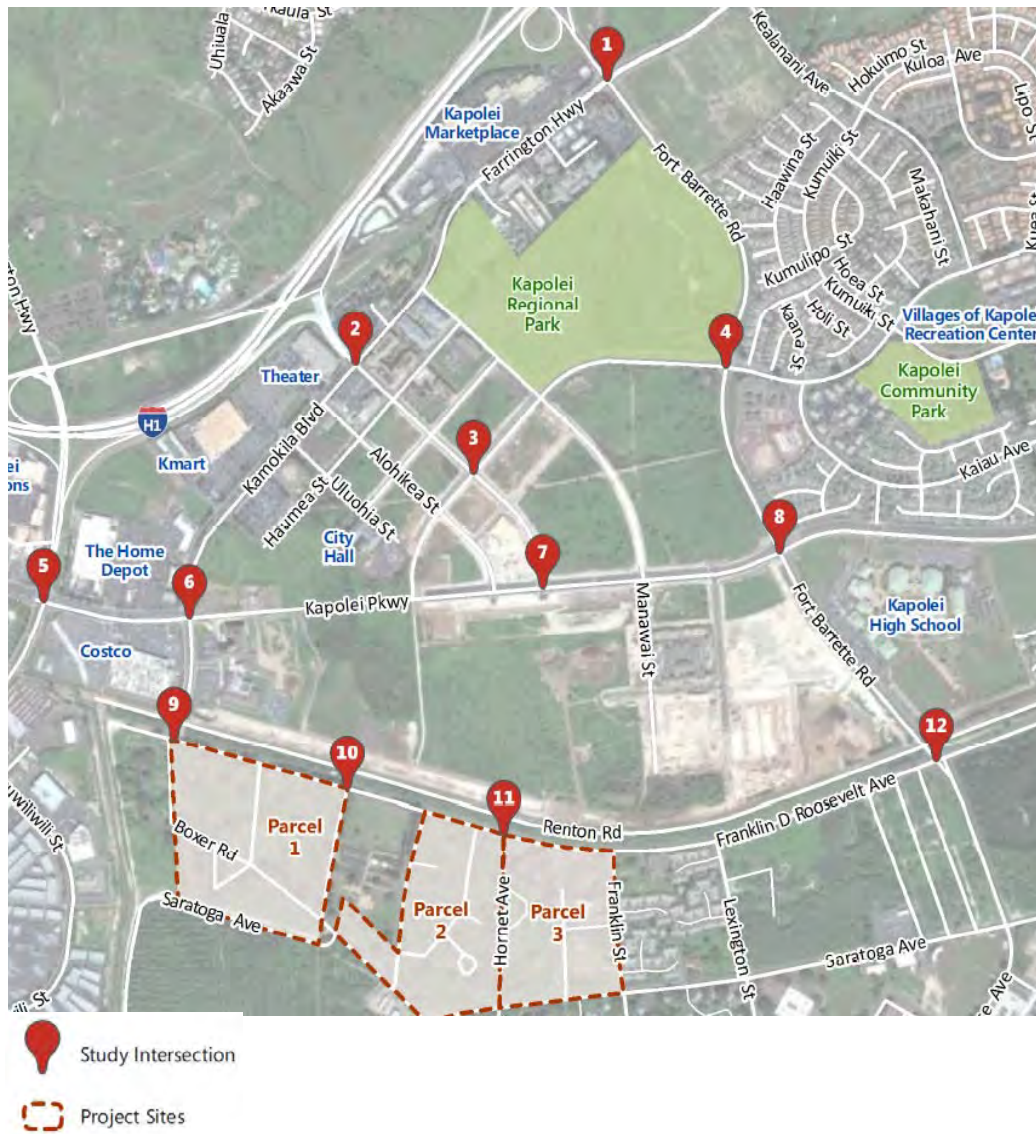 Uhiuala
Akaawa St
1
Kealanani Ave
Hokuimo St
Kuloa Ave
Lipo St
Kapolei
Marketplace
Farrington Hwy
Fort Barrette Rd
Haawina St
Kumuiki St
Makahani St
Kumulipo St
Hoea St
Kumuiki St
Holi St
Kaana St
Kapolei
Regional
Park
Villages of Kapole
Recreation Center
Kapolei
Community
Park
Kaiau Ave
2
4
Theater
H1
Kmart
Kamokila Blvd
3
Alohikea St
Uluohia St
Haumea St
City
Hall
The Home
Depot
5
6
7
8
Kapolei Pkwy
Manawai St
Fort Barrette Rd
Kapolei
High School
Costco
9
10
11
12
Renton Rd
Franklin D Roosevelt Ave
Boxer Rd
Parcel
1
Saratoga Ave
Parcel
2
Hornet Ave
Parcel
3
Franklin St
Lexington St
Saratoga Ave
Study Intersection
Project Sites